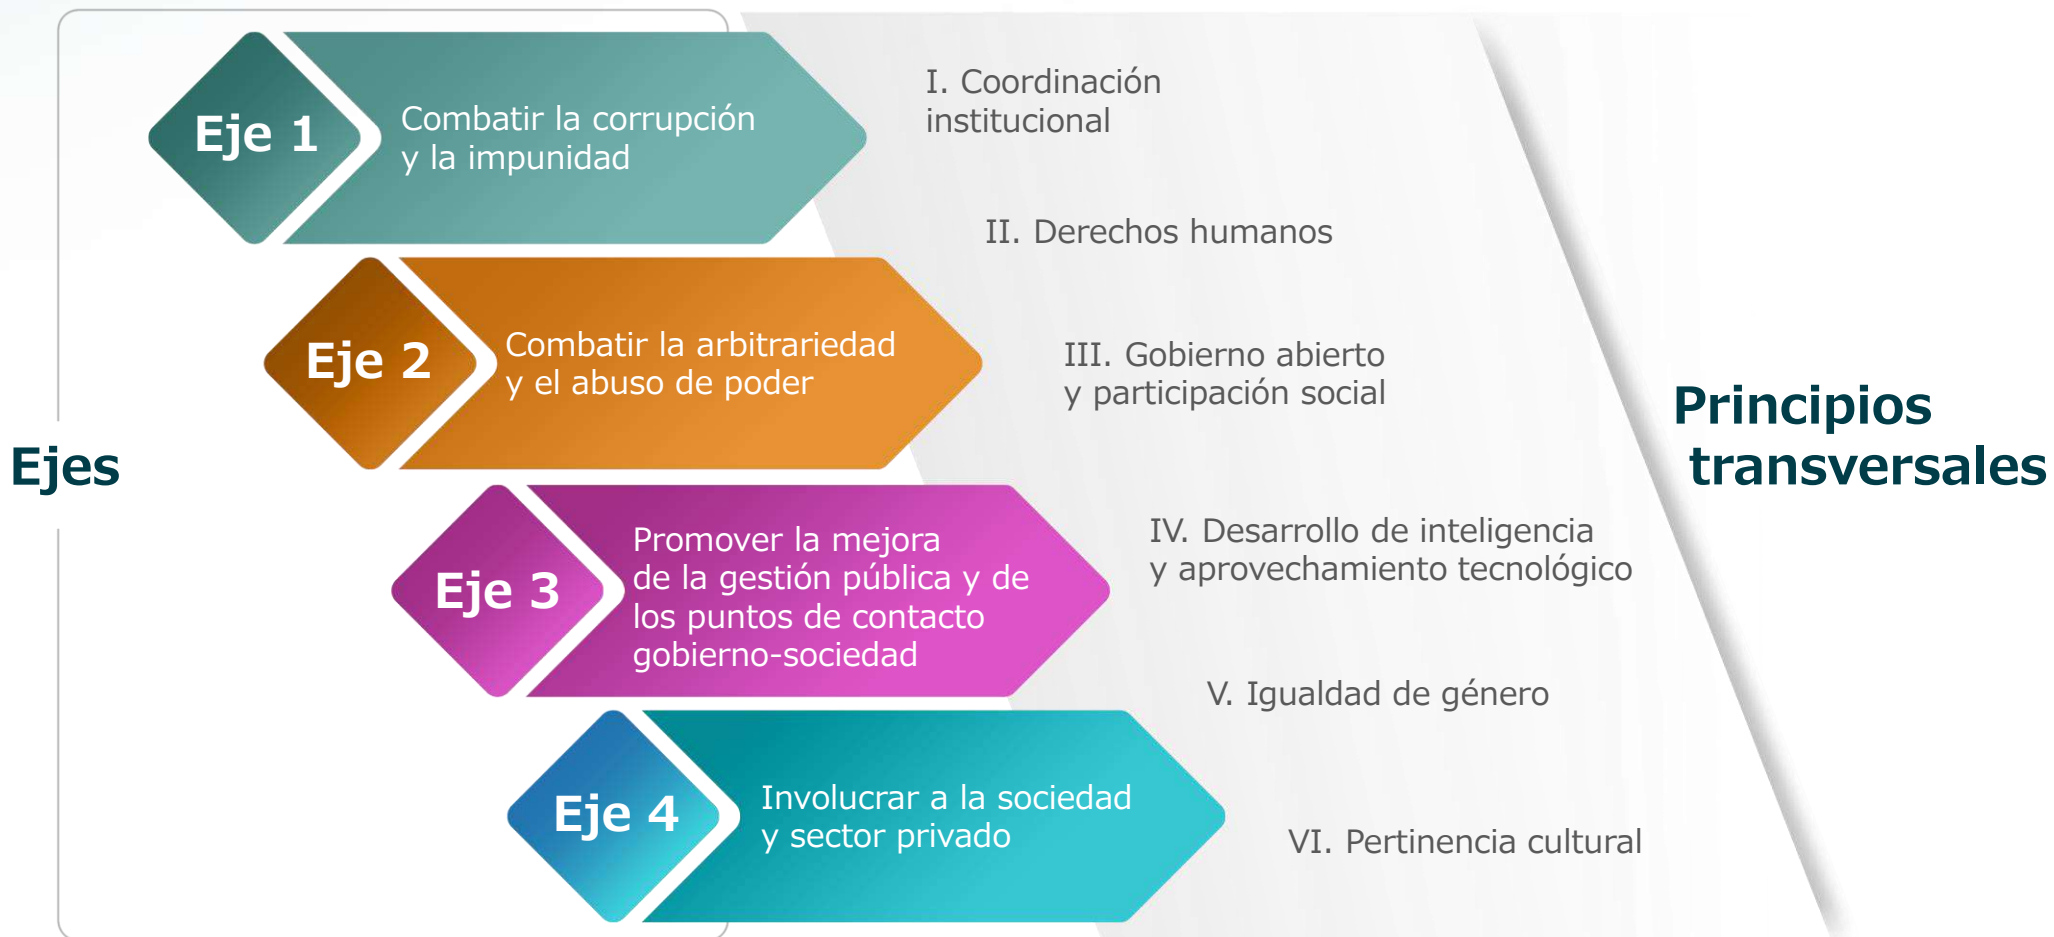 Ejes
Eje 1
Combatir la corrupción
y la impunidad
Eje 2
Combatir la arbitrariedad
y el abuso de poder
Eje 3
Promover la mejora
de la gestión pública y de
los puntos de contacto
gobierno-sociedad
Eje 4
Involucrar a la sociedad
y sector privado
I. Coordinación
institucional
II. Derechos humanos
III. Gobierno abierto
y participación social
IV. Desarrollo de inteligencia
y aprovechamiento tecnológico
V. Igualdad de género
VI. Pertinencia cultural
Principios
transversales